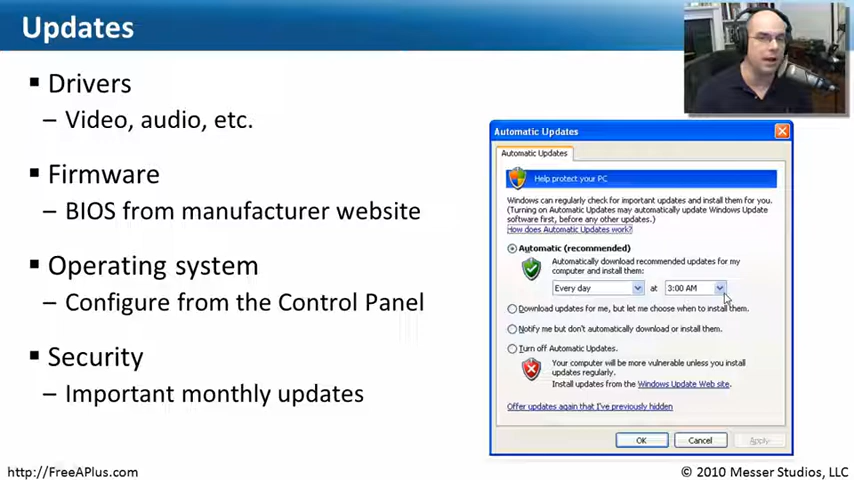 Updates
▪ Drivers
– Video, audio, etc.
▪ Firmware
– BIOS from manufacturer website
▪ Operating system
– Configure from the Control Panel
▪ Security
– Important monthly updates
Automatic Updates
Automatic Updates
Help protect your PC
Windows can regularly check for important updates and install them for you.
(Turning on Automatic Updates may automatically update Windows Update
software first, before any other updates.)
How does Automatic Updates work?
Automatic (recommended)
Automatically download recommended updates for my
computer and install them:
Every day at 3:00 AM
Download updates for me, but let me choose when to install them.
Notify me but don't automatically download or install them.
Turn off Automatic Updates.
Your computer will be more vulnerable unless you install
updates regularly.
Install updates from the Windows Update Web site.
Offer updates again that I've previously hidden
OK Cancel Apply
http://FreeAPlus.com
© 2010 Messer Studios, LLC